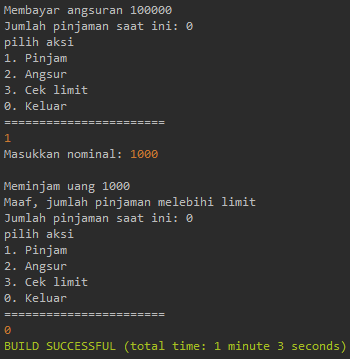 Membayar angsuran 100000
Jumlah pinjaman saat ini: 0
pilih aksi
1. Pinjam
2. Angsur
3. Cek limit
0. Keluar
=======================
1
Masukkan nominal: 1000
Meminjam uang 1000
Maaf, jumlah pinjaman melebihi limit
Jumlah pinjaman saat ini: 0
pilih aksi
1. Pinjam
2. Angsur
3. Cek limit
0. Keluar
=======================
0
BUILD SUCCESSFUL (total time: 1 minute 3 seconds)